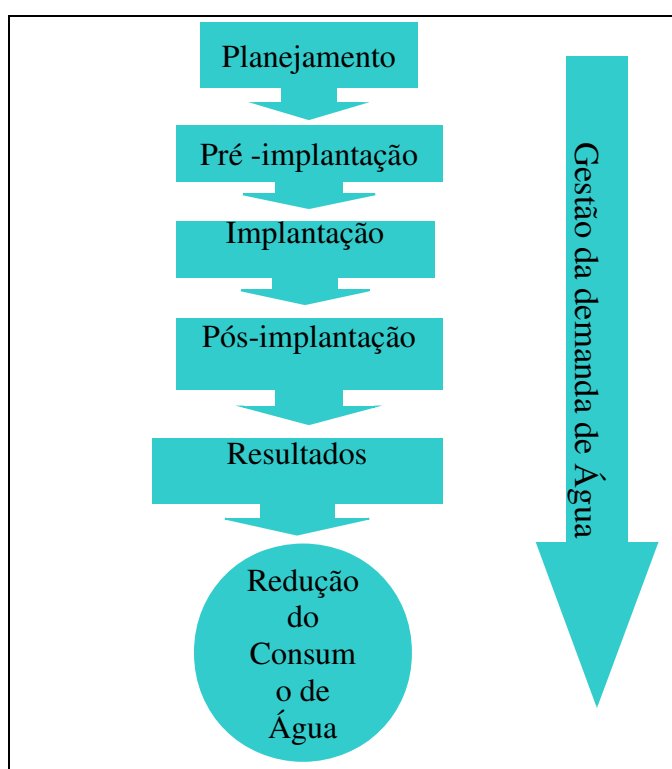 Planejamento
Pré -implantação
Implantação
Pós-implantação
Resultados
Redução
do
Consum
o de
Água
Gestão da demanda de Água